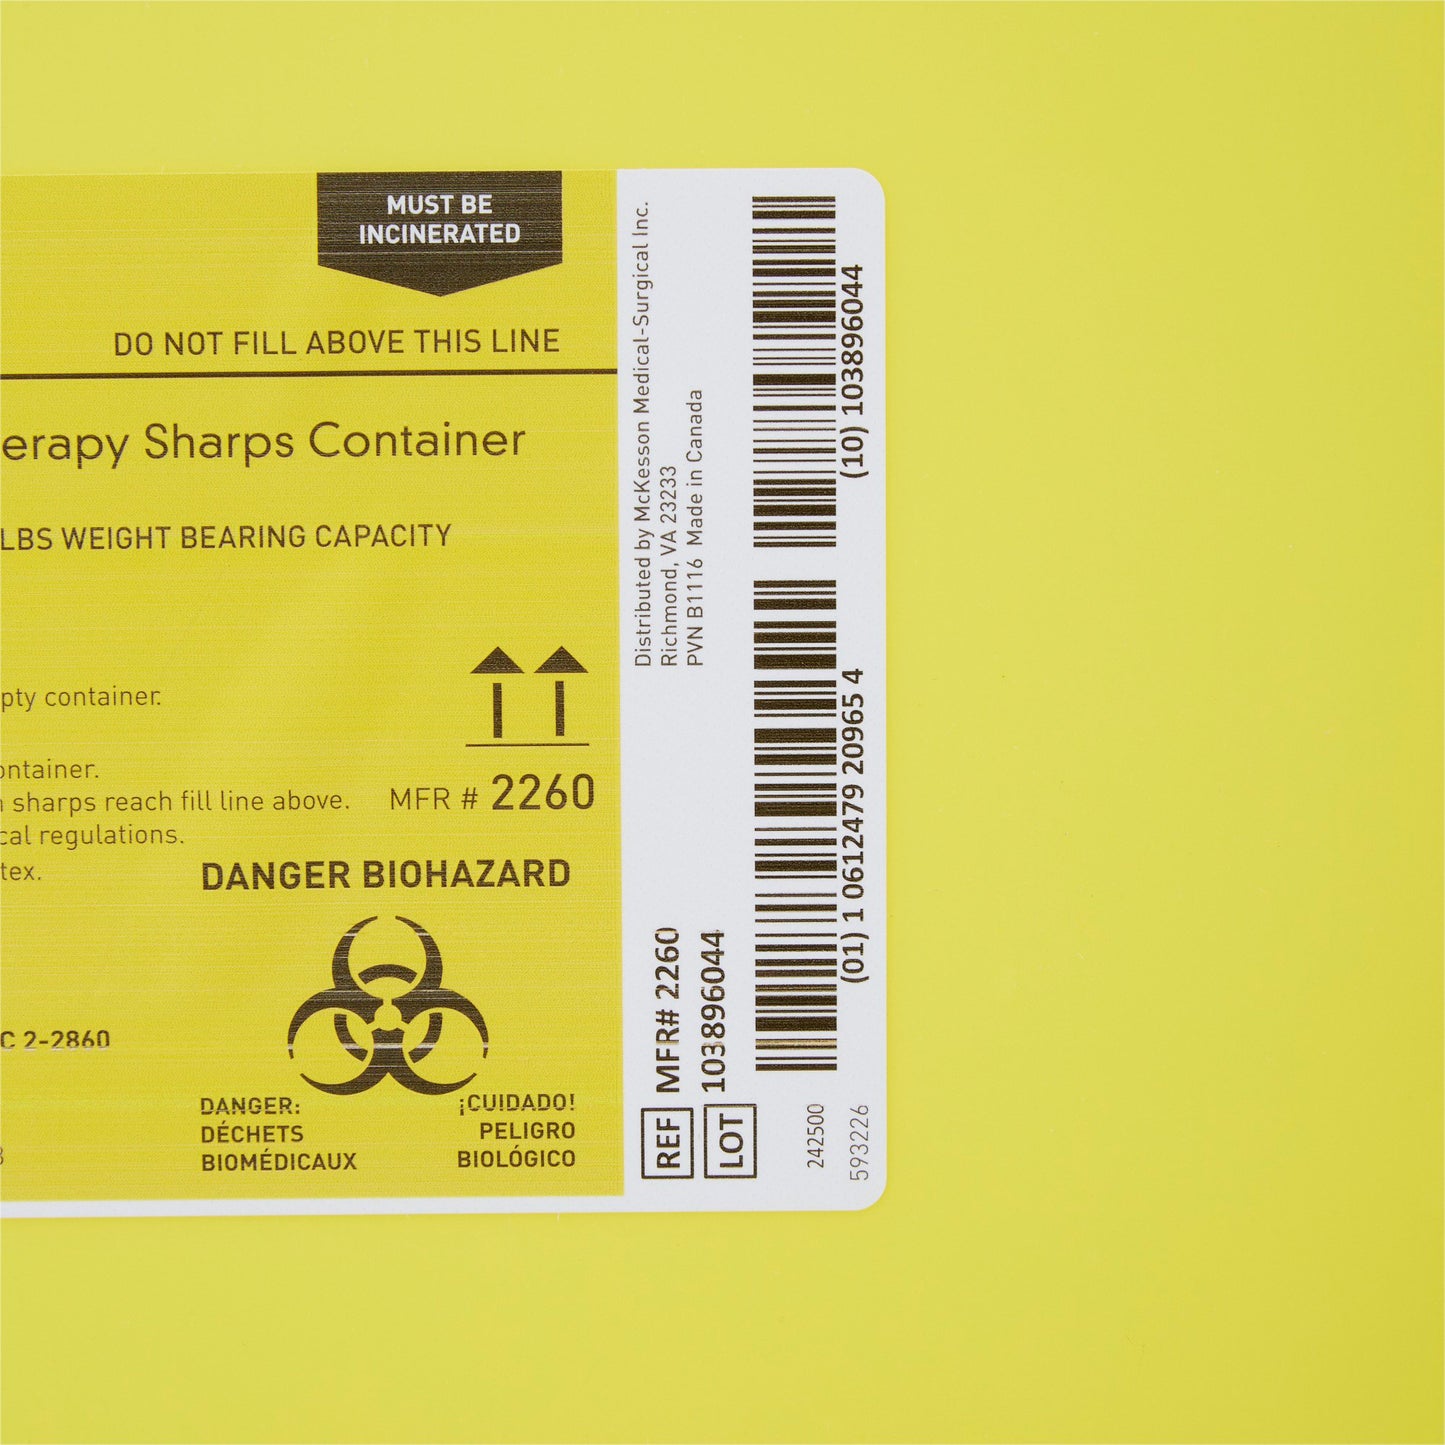 MUST BE
INCINERATED
DO NOT FILL ABOVE THIS LINE
erapy Sharps Container
LBS WEIGHT BEARING CAPACITY
pty container.
ontainer.
sharps reach fill line above.
cal regulations.
tex.
MFR # 2260
DANGER BIOHAZARD
C 2-2860
DANGER:
DÉCHETS
BIOMÉDICAUX
¡CUIDADO!
PELIGRO
BIOLÓGICO
Distributed by McKesson Medical-Surgical Inc.
Richmond, VA 23233
PVN B1116 Made in Canada
REF MFR# 2260
LOT 10396044
(10) 10396044
(01) 1 0612479 20965 4
242500
593226